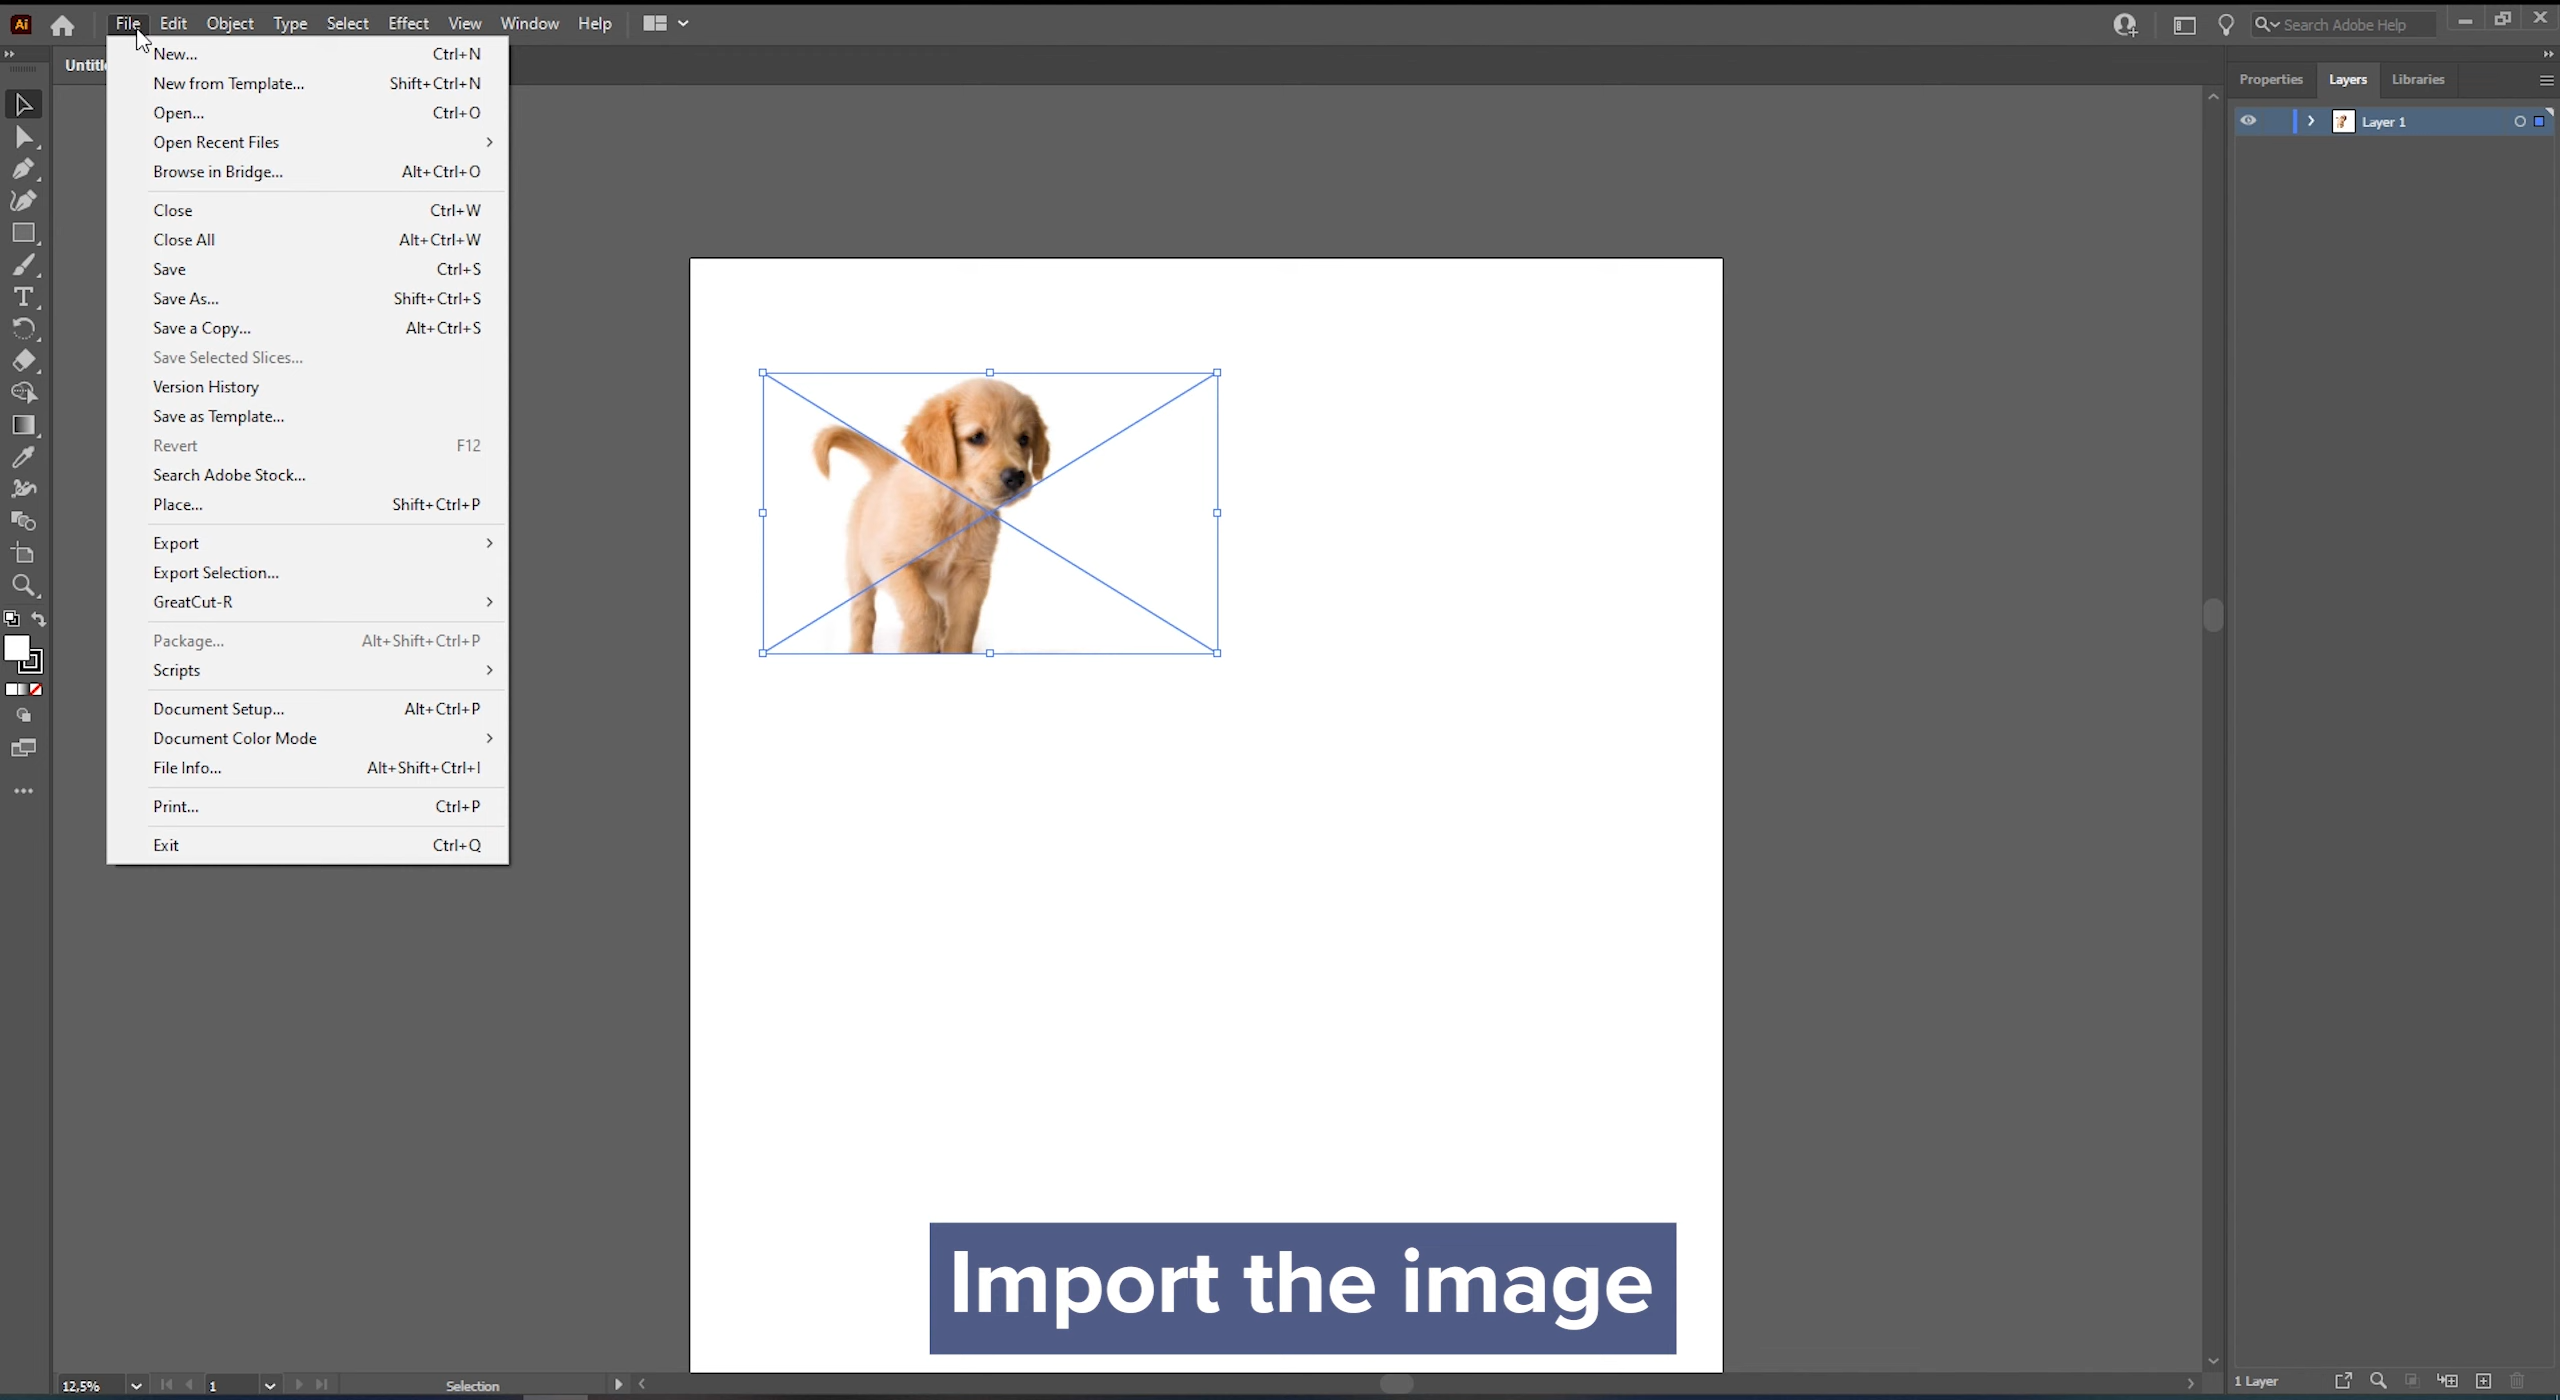 Ai File Edit Object Type Select Effect View Window Help Search Adobe Help
Untitl
New... Ctrl+N
New from Template... Shift+Ctrl+N
Open... Ctrl+O
Open Recent Files
Browse in Bridge... Alt+Ctrl+O
Close Ctrl+W
Close All Alt+Ctrl+W
Save Ctrl+S
Save As... Shift+Ctrl+S
Save a Copy... Alt+Ctrl+S
Save Selected Slices...
Version History
Save as Template...
Revert F12
Search Adobe Stock...
Place... Shift+Ctrl+P
Export
Export Selection...
GreatCut-R
Package... Alt+Shift+Ctrl+P
Scripts
Document Setup... Alt+Ctrl+P
Document Color Mode
File Info... Alt+Shift+Ctrl+I
Print... Ctrl+P
Exit Ctrl+Q
Properties Layers Libraries
Layer 1
Import the image
12,5% 1 Selection
1 Layer